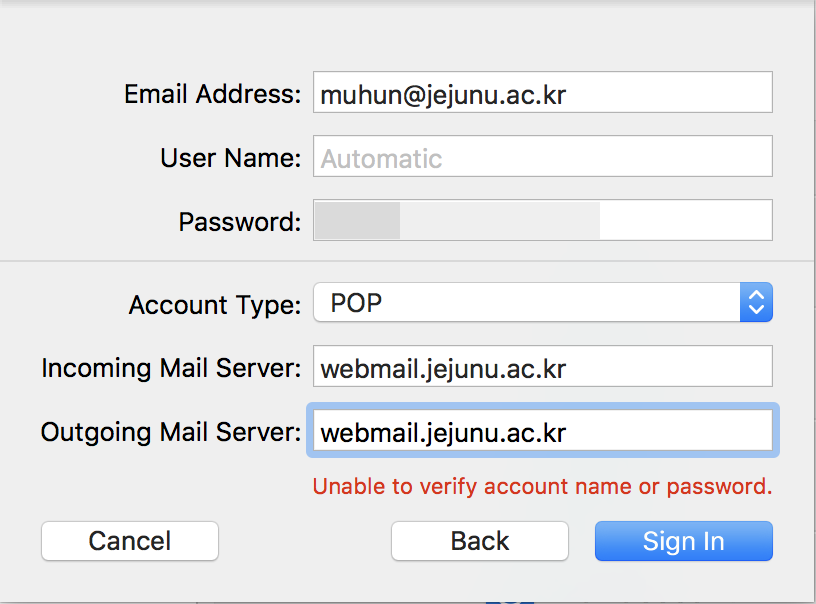 Email Address: muhun@jejunu.ac.kr
User Name: Automatic
Password:
Account Type: POP
Incoming Mail Server: webmail.jejunu.ac.kr
Outgoing Mail Server: webmail.jejunu.ac.kr
Unable to verify account name or password.
Cancel Back Sign In